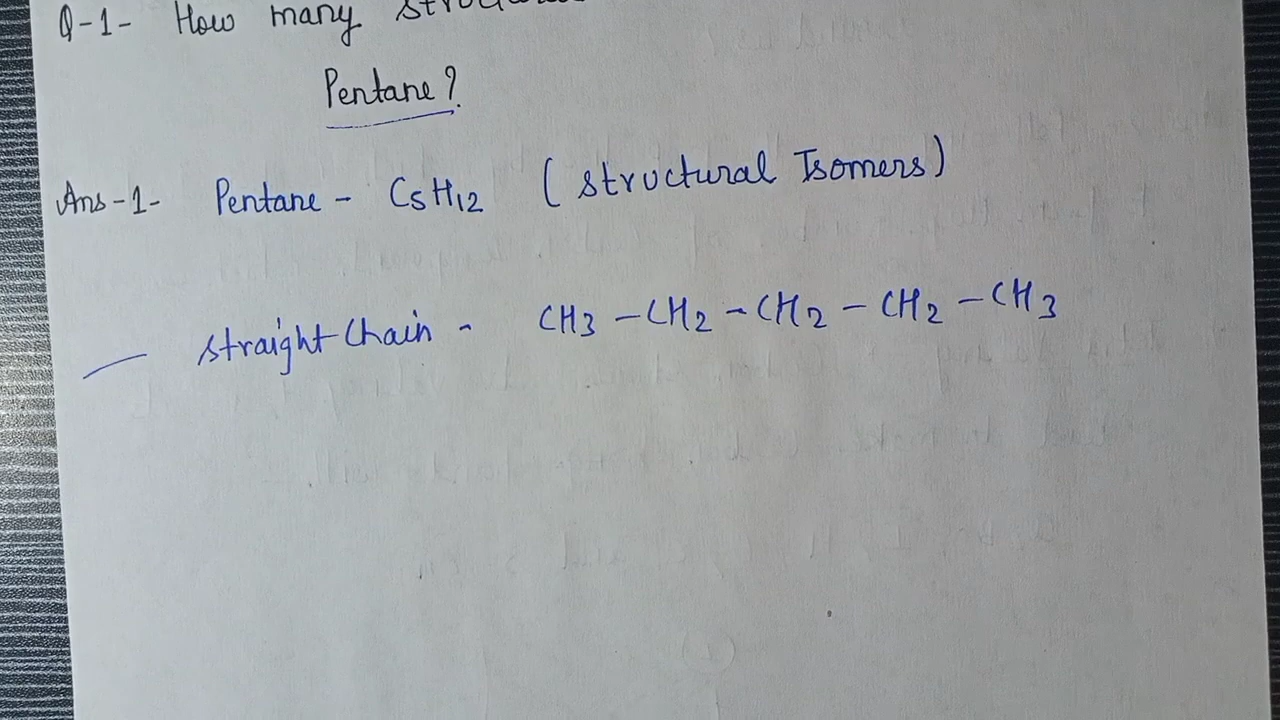 Q-1- How many
Pentane?
Ans-1- Pentane - C5H12 (structural Isomers)
straight chain - CH3 - CH2 - CH2 - CH2 - CH3